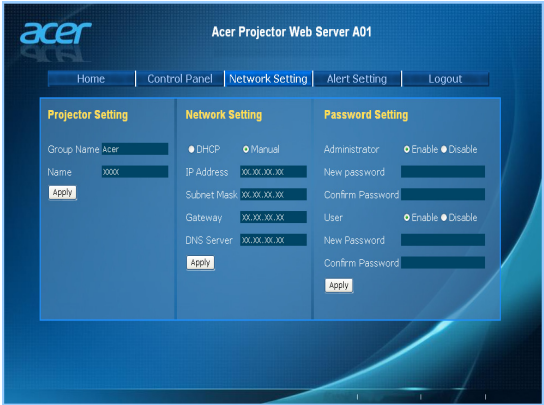 acer
Acer Projector Web Server A01
Home Control Panel Network Setting Alert Setting Logout
Projector Setting
Group Name Acer
Name XXXX
Apply
Network Setting
DHCP Manual
IP Address XX.XX.XX.XX
Subnet Mask XX.XX.XX.XX
Gateway XX.XX.XX.XX
DNS Server XX.XX.XX.XX
Apply
Password Setting
Administrator Enable Disable
New password
Confirm Password
User Enable Disable
New Password
Confirm Password
Apply